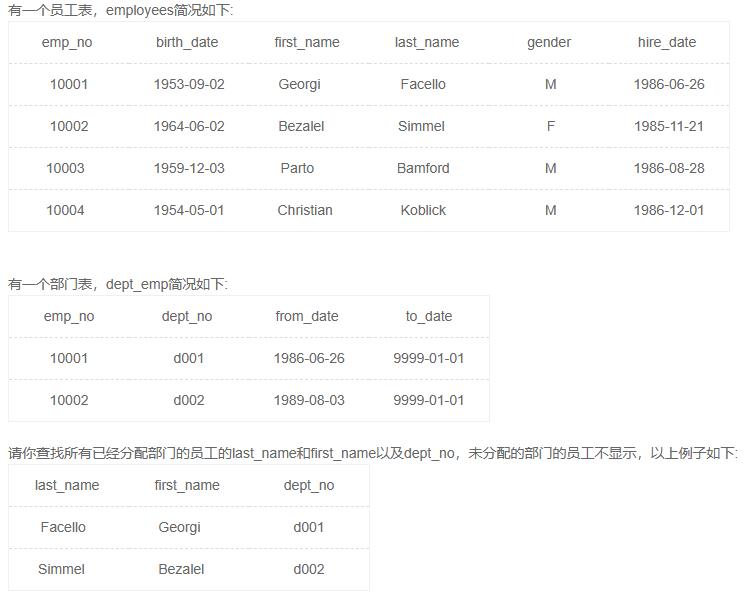 有一个员工表，employees简况如下:
emp_no birth_date first_name last_name gender hire_date
10001 1953-09-02 Georgi Facello M 1986-06-26
10002 1964-06-02 Bezalel Simmel F 1985-11-21
10003 1959-12-03 Parto Bamford M 1986-08-28
10004 1954-05-01 Christian Koblick M 1986-12-01
有一个部门表，dept_emp简况如下:
emp_no dept_no from_date to_date
10001 d001 1986-06-26 9999-01-01
10002 d002 1989-08-03 9999-01-01
请你查找所有已经分配部门的员工的last_name和first_name以及dept_no，未分配的部门的员工不显示，以上例子如下:
last_name first_name dept_no
Facello Georgi d001
Simmel Bezalel d002